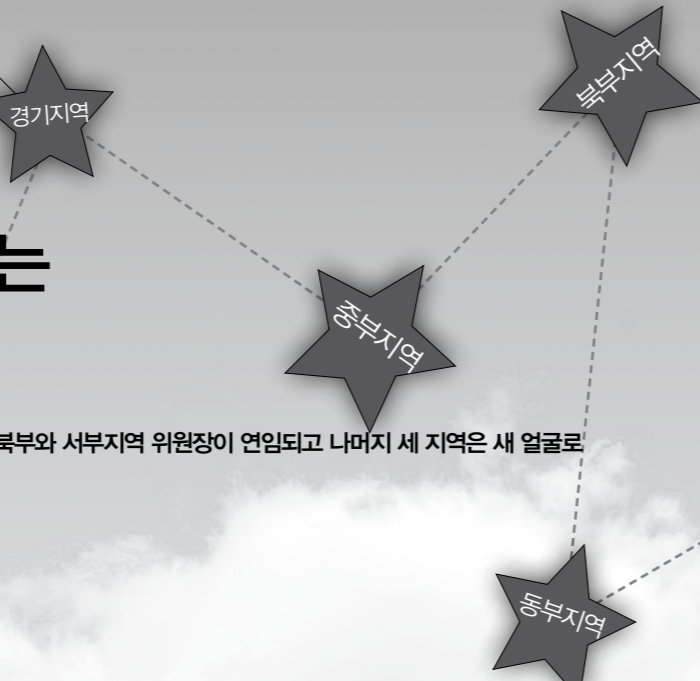 북부지역
경기지역
는
중부지역
북부와 서부지역 위원장이 연임되고 나머지 세 지역은 새 얼굴로
동부지역